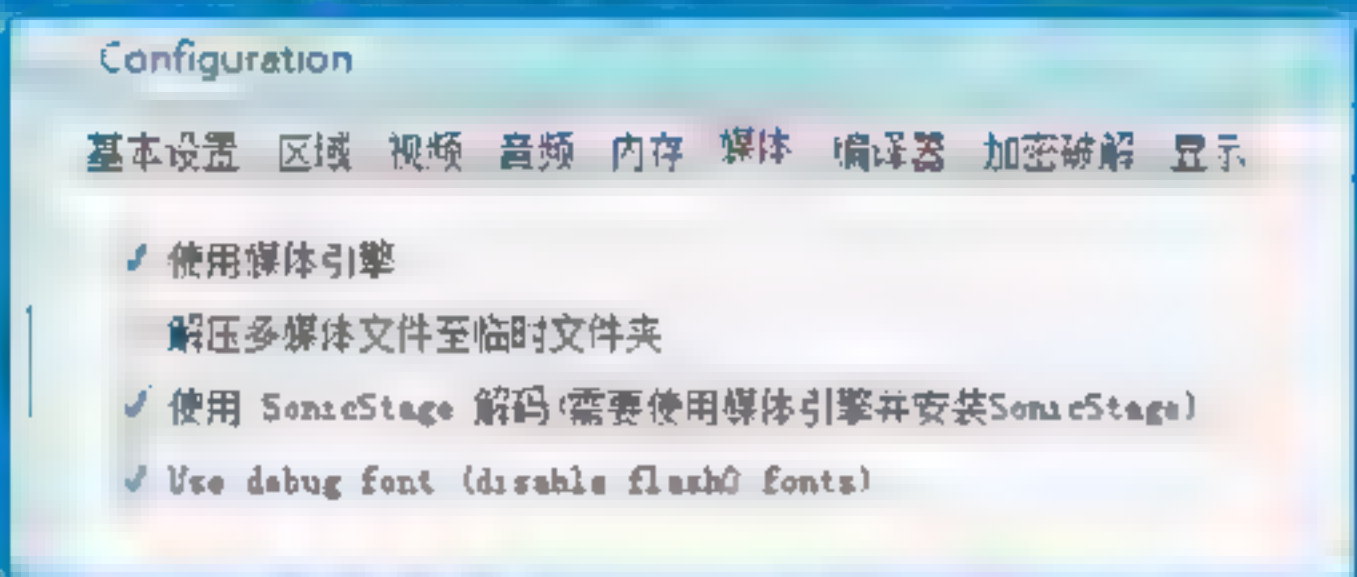 Configuration
基本设置 区域 视频 音频 内存 媒体 编译器 加密破解 显示
使用媒体引擎
解压多媒体文件至临时文件夹
使用 SonicStage 解码(需要使用媒体引擎并安装SonicStage)
Use debug font (disable flash0 fonts)